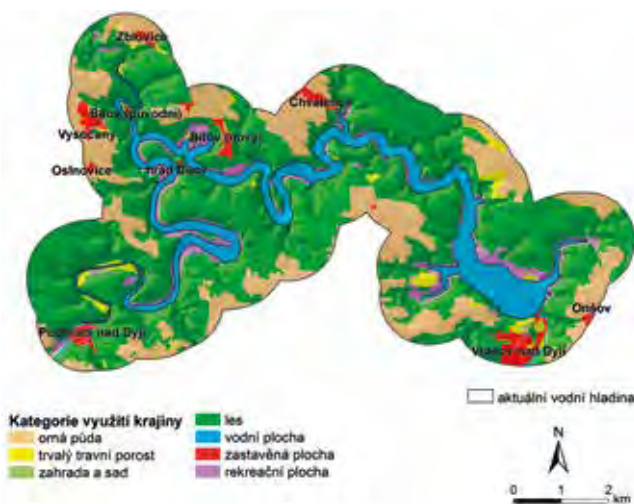 Zblovice
Chvalatice
Bítov (původní)
Vysočany
Bítov (nový)
Oslnovice
hrad Bítov
Onšov
Podhradí nad Dyjí
Vranov nad Dyjí
aktuální vodní hladina
Kategorie využití krajiny
orná půda
trvalý travní porost
zahrada a sad
les
vodní plocha
zastavěná plocha
rekreační plocha
N
0 1 2
km